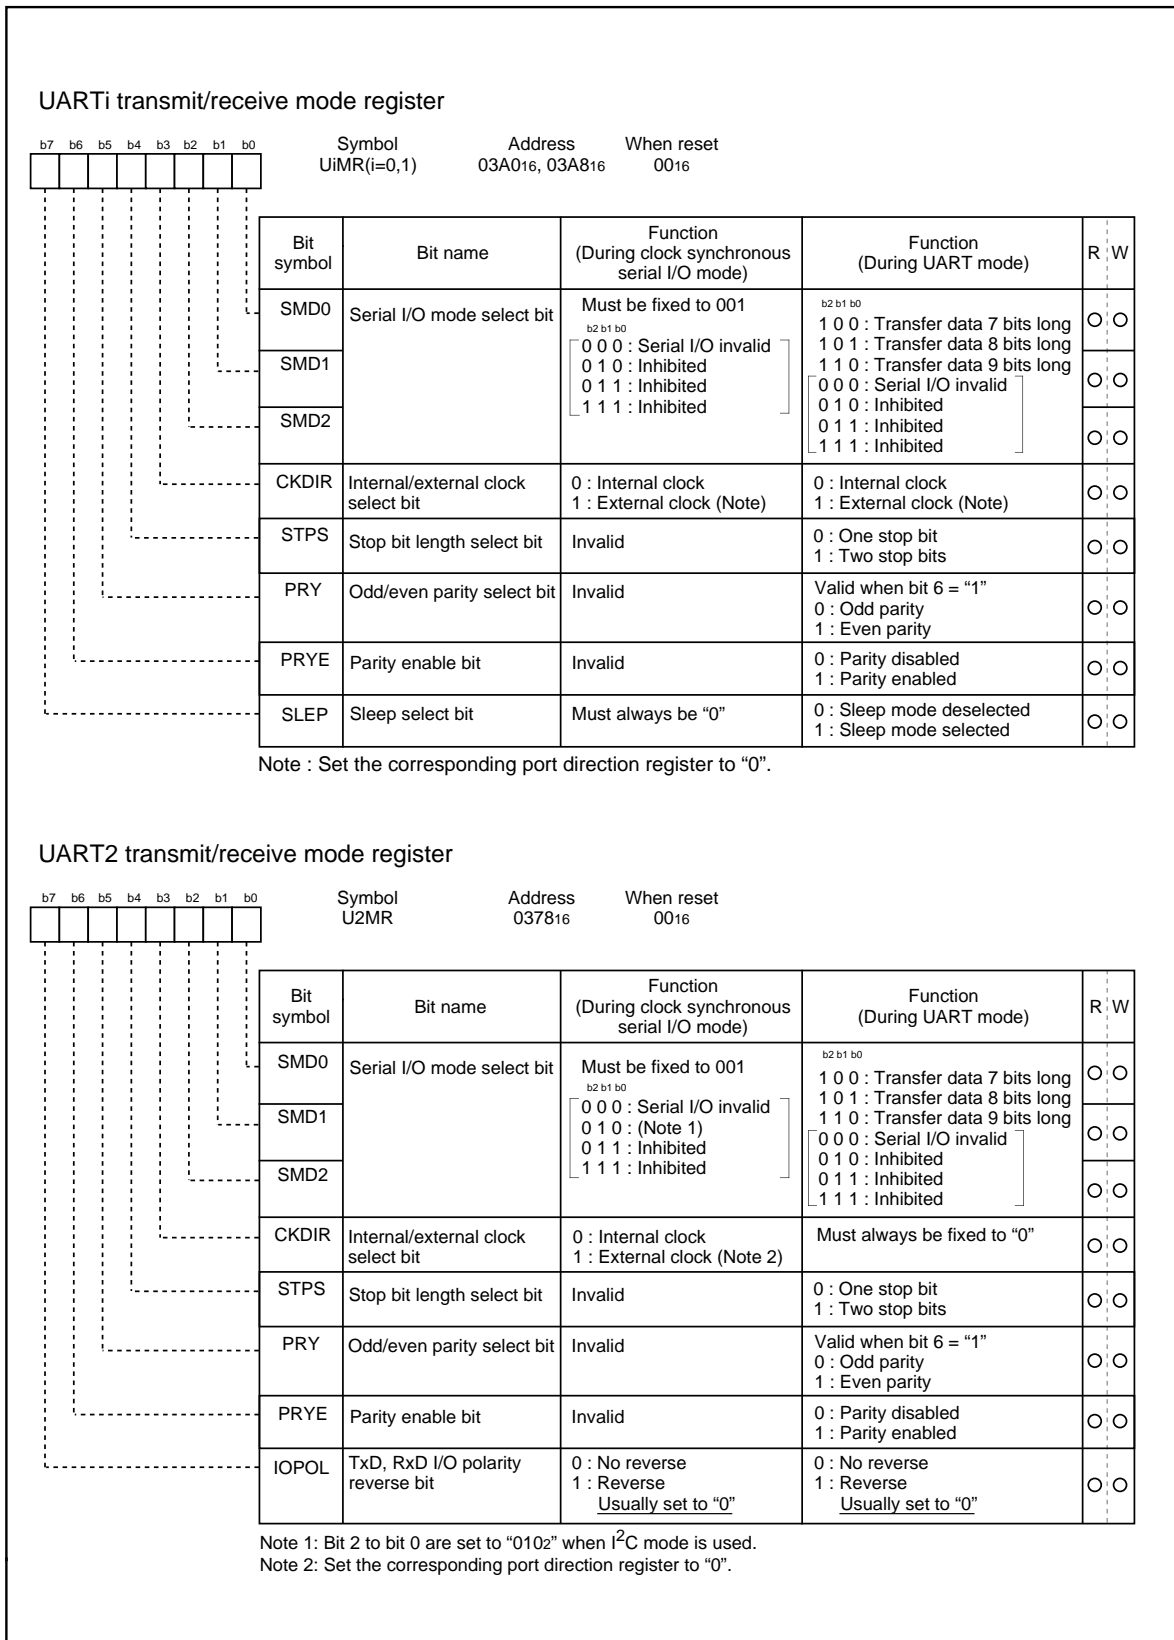 UARTi transmit/receive mode register
b7 b6 b5 b4 b3 b2 b1 b0
Symbol Address When reset
UiMR(i=0,1) 03A016, 03A816 0016
Bit symbol Bit name Function (During clock synchronous serial I/O mode) Function (During UART mode) R W
SMD0 Serial I/O mode select bit
SMD1
SMD2
Must be fixed to 001
b2 b1 b0
0 0 0 : Serial I/O invalid
0 1 0 : Inhibited
0 1 1 : Inhibited
1 1 1 : Inhibited
b2 b1 b0
1 0 0 : Transfer data 7 bits long
1 0 1 : Transfer data 8 bits long
1 1 0 : Transfer data 9 bits long
0 0 0 : Serial I/O invalid
0 1 0 : Inhibited
0 1 1 : Inhibited
1 1 1 : Inhibited
CKDIR Internal/external clock select bit
0 : Internal clock
1 : External clock (Note)
0 : Internal clock
1 : External clock (Note)
STPS Stop bit length select bit Invalid
0 : One stop bit
1 : Two stop bits
PRY Odd/even parity select bit Invalid
Valid when bit 6 = “1”
0 : Odd parity
1 : Even parity
PRYE Parity enable bit Invalid
0 : Parity disabled
1 : Parity enabled
SLEP Sleep select bit Must always be “0”
0 : Sleep mode deselected
1 : Sleep mode selected
Note : Set the corresponding port direction register to “0”.
UART2 transmit/receive mode register
b7 b6 b5 b4 b3 b2 b1 b0
Symbol Address When reset
U2MR 037816 0016
Bit symbol Bit name Function (During clock synchronous serial I/O mode) Function (During UART mode) R W
SMD0 Serial I/O mode select bit
SMD1
SMD2
Must be fixed to 001
b2 b1 b0
0 0 0 : Serial I/O invalid
0 1 0 : (Note 1)
0 1 1 : Inhibited
1 1 1 : Inhibited
b2 b1 b0
1 0 0 : Transfer data 7 bits long
1 0 1 : Transfer data 8 bits long
1 1 0 : Transfer data 9 bits long
0 0 0 : Serial I/O invalid
0 1 0 : Inhibited
0 1 1 : Inhibited
1 1 1 : Inhibited
CKDIR Internal/external clock select bit
0 : Internal clock
1 : External clock (Note 2)
Must always be fixed to “0”
STPS Stop bit length select bit Invalid
0 : One stop bit
1 : Two stop bits
PRY Odd/even parity select bit Invalid
Valid when bit 6 = “1”
0 : Odd parity
1 : Even parity
PRYE Parity enable bit Invalid
0 : Parity disabled
1 : Parity enabled
IOPOL TxD, RxD I/O polarity reverse bit
0 : No reverse
1 : Reverse
Usually set to “0”
0 : No reverse
1 : Reverse
Usually set to “0”
Note 1: Bit 2 to bit 0 are set to “0102” when I2C mode is used.
Note 2: Set the corresponding port direction register to “0”.